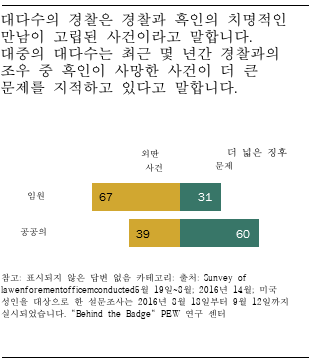 대다수의 경찰은 경찰과 흑인의 치명적인
만남이 고립된 사건이라고 말합니다.
대중의 대다수는 최근 몇 년간 경찰과의
조우 중 흑인이 사망한 사건이 더 큰
문제를 지적하고 있다고 말합니다.
외딴 사건
더 넓은 징후 문제
임원 67 31
공공의 39 60
참고: 표시되지 않은 답변 없음 카테고리: 출처: Survey of
lawenforementofficemconducted5월 19일~8월; 2016년 14월; 미국
성인을 대상으로 한 설문조사는 2016년 8월 18일부터 9월 12일까지
실시되었습니다. "Behind the Badge" PEW 연구 센터